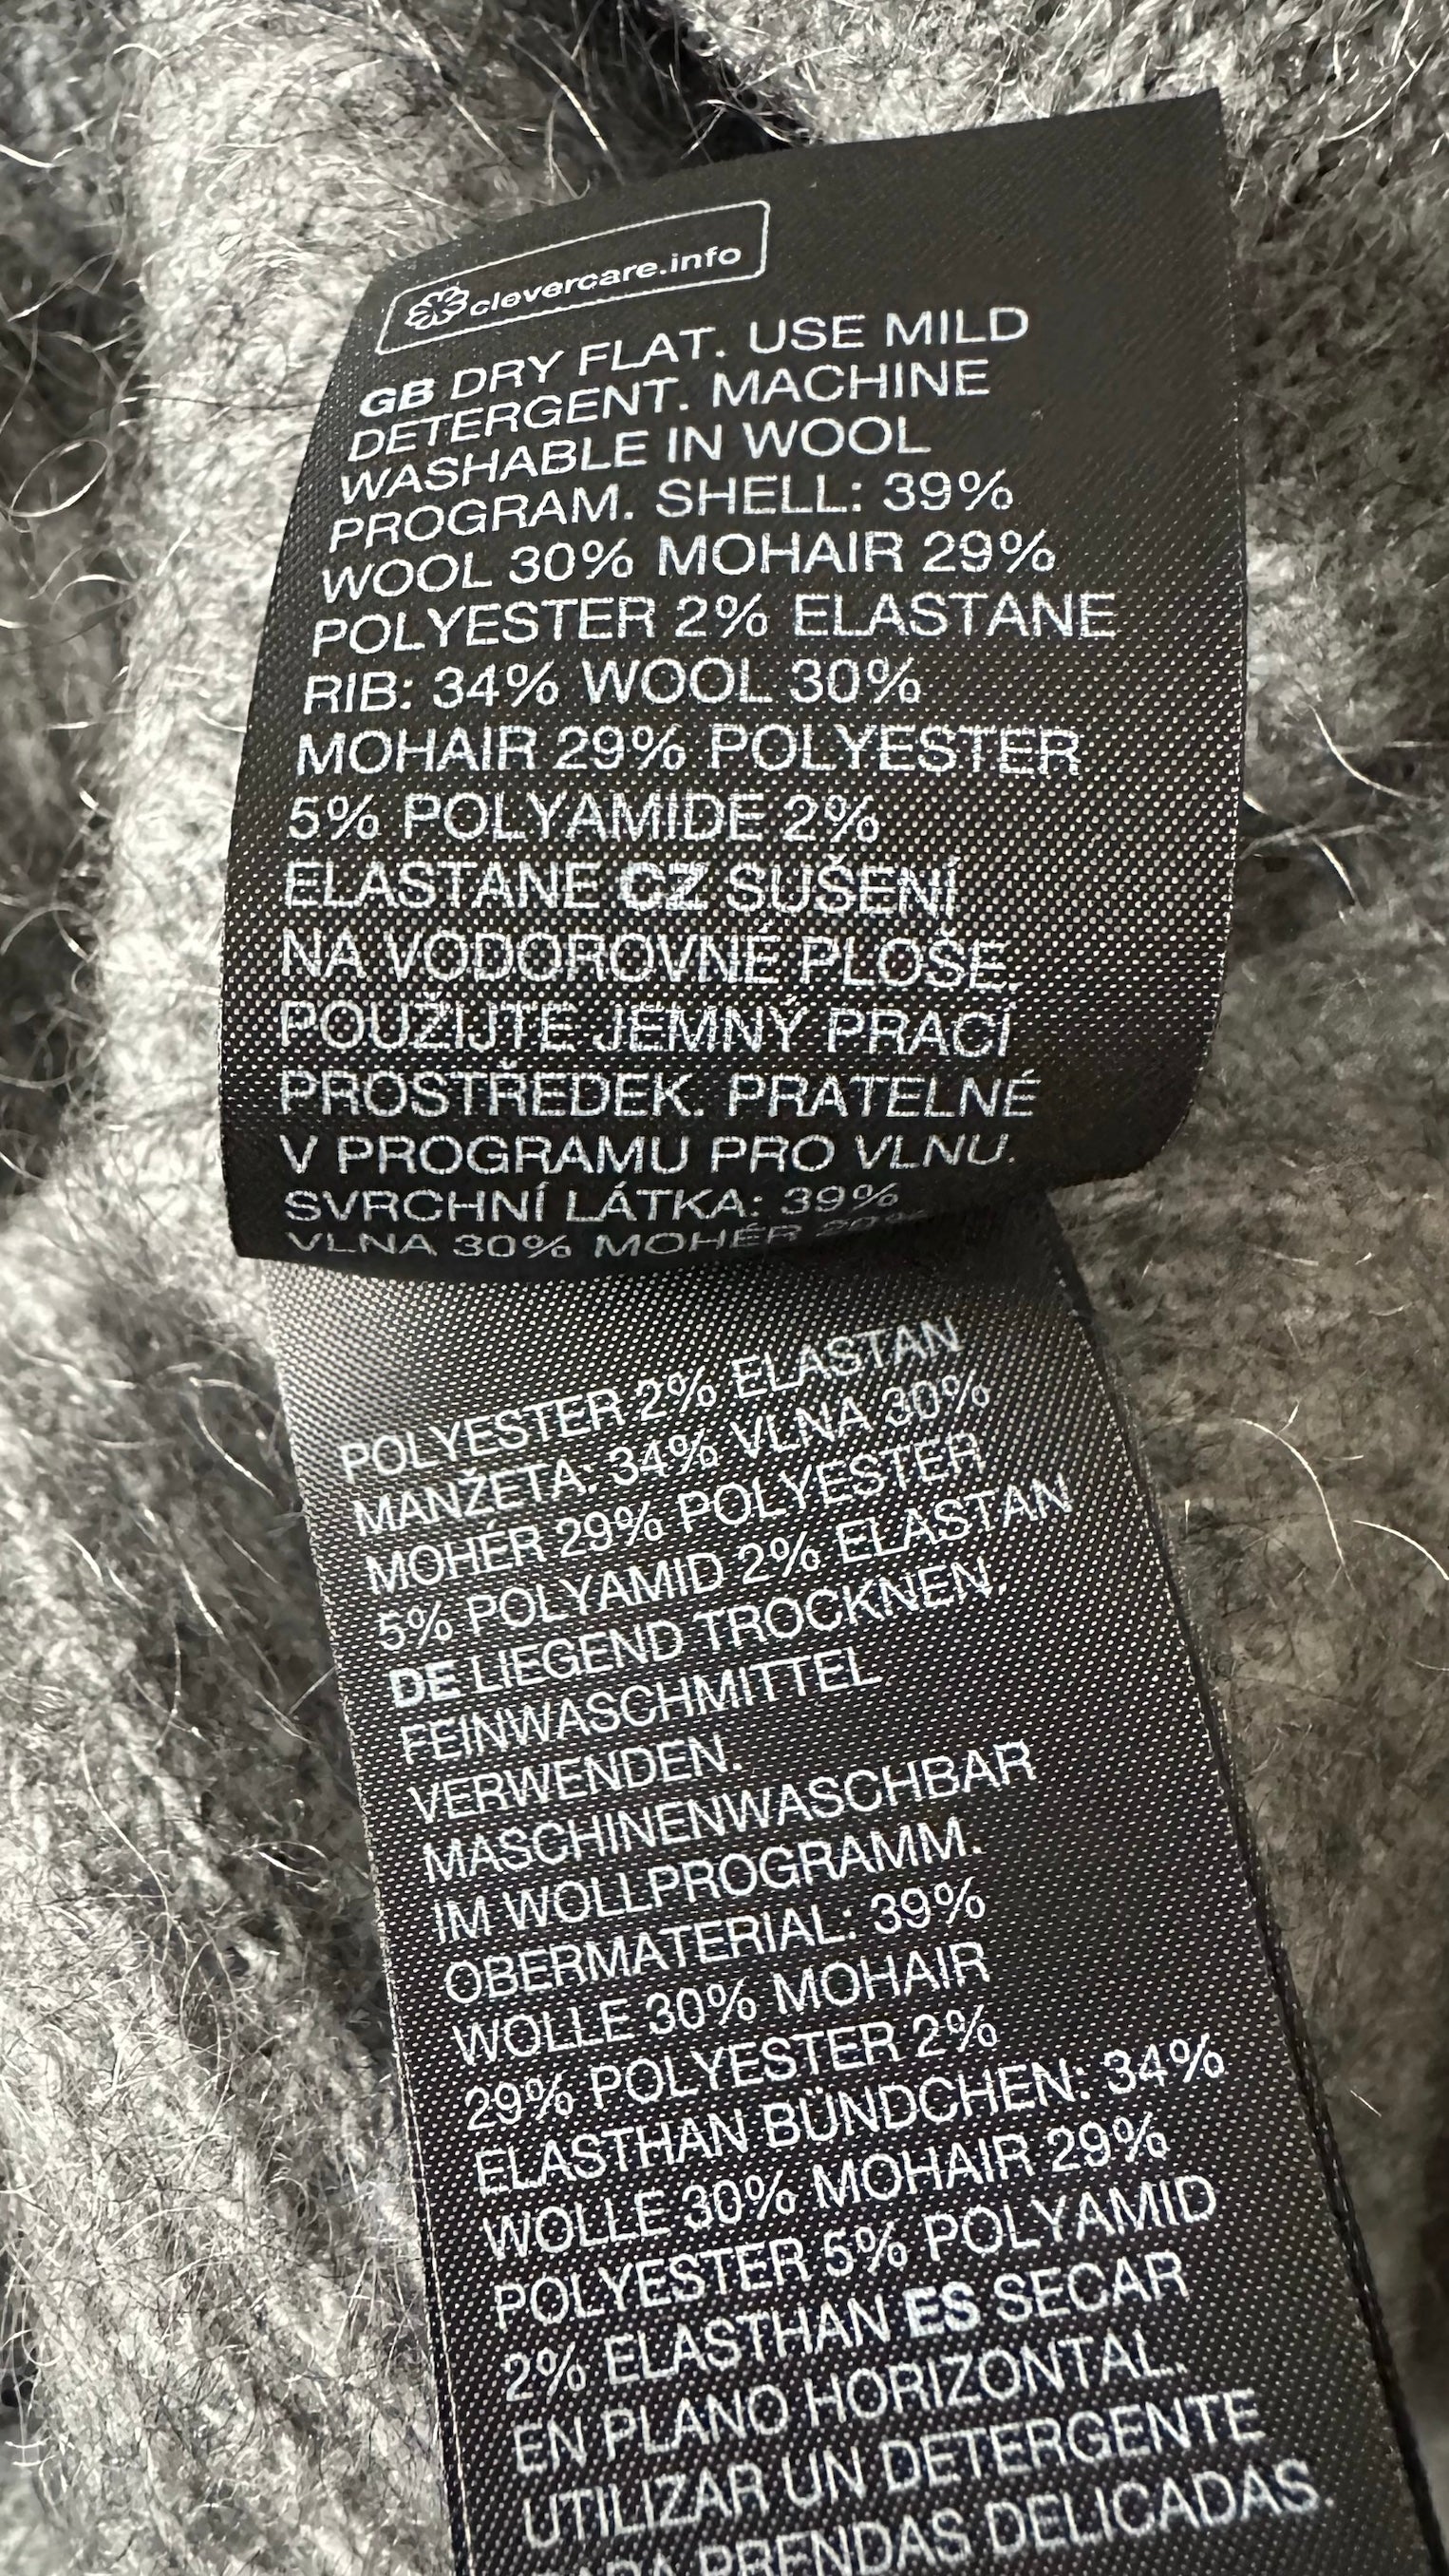 clevercare.info
GB DRY FLAT. USE MILD
DETERGENT. MACHINE
WASHABLE IN WOOL
PROGRAM. SHELL: 39%
WOOL 30% MOHAIR 29%
POLYESTER 2% ELASTANE
RIB: 34% WOOL 30%
MOHAIR 29% POLYESTER
5% POLYAMIDE 2%
ELASTANE CZ SUŠENÍ
NA VODOROVNÉ PLOŠE.
POUŽIJTE JEMNÝ PRACÍ
PROSTŘEDEK. PRATELNÉ
V PROGRAMU PRO VLNU.
SVRCHNÍ LÁTKA: 39%
VLNA 30% MOHÉR 29%
POLYESTER 2% ELASTAN
MANŽETA: 34% VLNA 30%
MOHÉR 29% POLYESTER
5% POLYAMID 2% ELASTAN
DE LIEGEND TROCKNEN.
FEINWASCHMITTEL
VERWENDEN.
MASCHINENWASCHBAR
IM WOLLPROGRAMM.
OBERMATERIAL: 39%
WOLLE 30% MOHAIR
29% POLYESTER 2%
ELASTHAN BÜNDCHEN: 34%
WOLLE 30% MOHAIR 29%
POLYESTER 5% POLYAMID
2% ELASTHAN ES SECAR
EN PLANO HORIZONTAL.
UTILIZAR UN DETERGENTE
PARA PRENDAS DELICADAS.